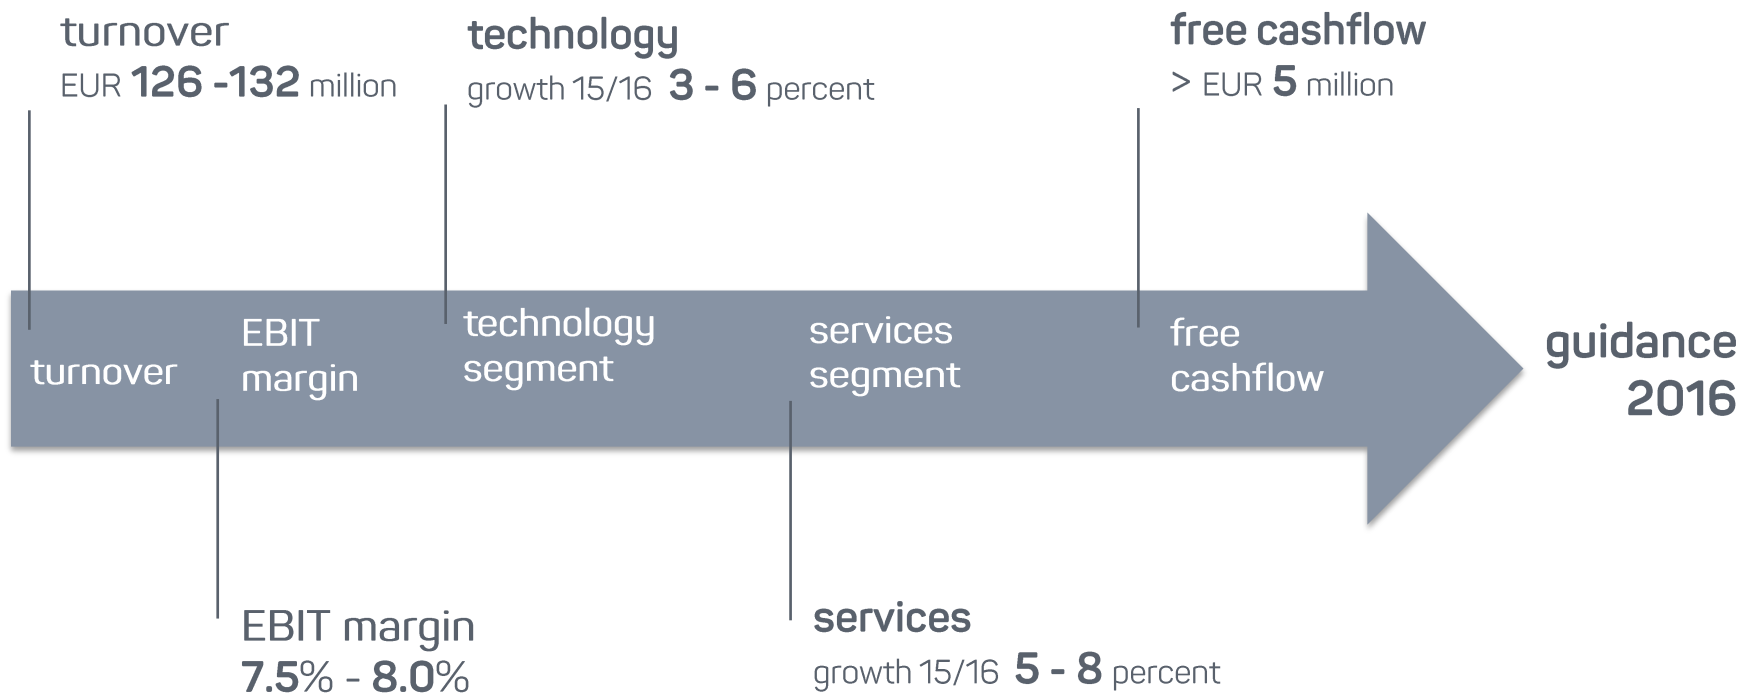 turnover
EUR 126 -132 million
technology
growth 15/16 3 - 6 percent
free cashflow
> EUR 5 million
turnover
EBIT
margin
technology
segment
services
segment
free
cashflow
guidance
2016
EBIT margin
7.5% - 8.0%
services
growth 15/16 5 - 8 percent